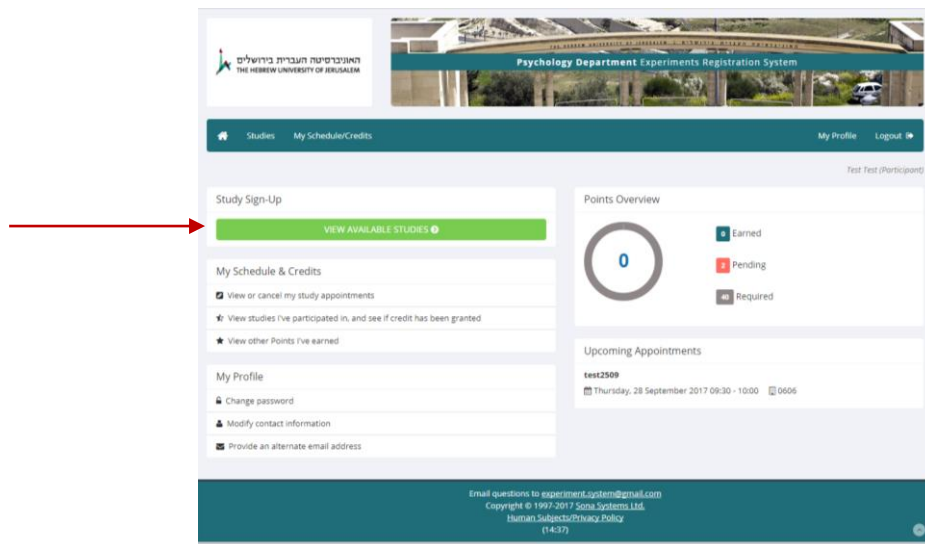 האוניברסיטה העברית בירושלים
THE HEBREW UNIVERSITY OF JERUSALEM
Psychology Department Experiments Registration System
Studies My Schedule/Credits My Profile Logout
Test Test (Participant)
Study Sign-Up
VIEW AVAILABLE STUDIES
My Schedule & Credits
View or cancel my study appointments
View studies I've participated in, and see if credit has been granted
View other Points I've earned
My Profile
Change password
Modify contact information
Provide an alternate email address
Points Overview
0
0 Earned
2 Pending
40 Required
Upcoming Appointments
test2509
Thursday, 28 September 2017 09:30 - 10:00 0606
Email questions to experiment.system@gmail.com
Copyright © 1997-2017 Sona Systems Ltd.
Human Subjects/Privacy Policy
(14:37)